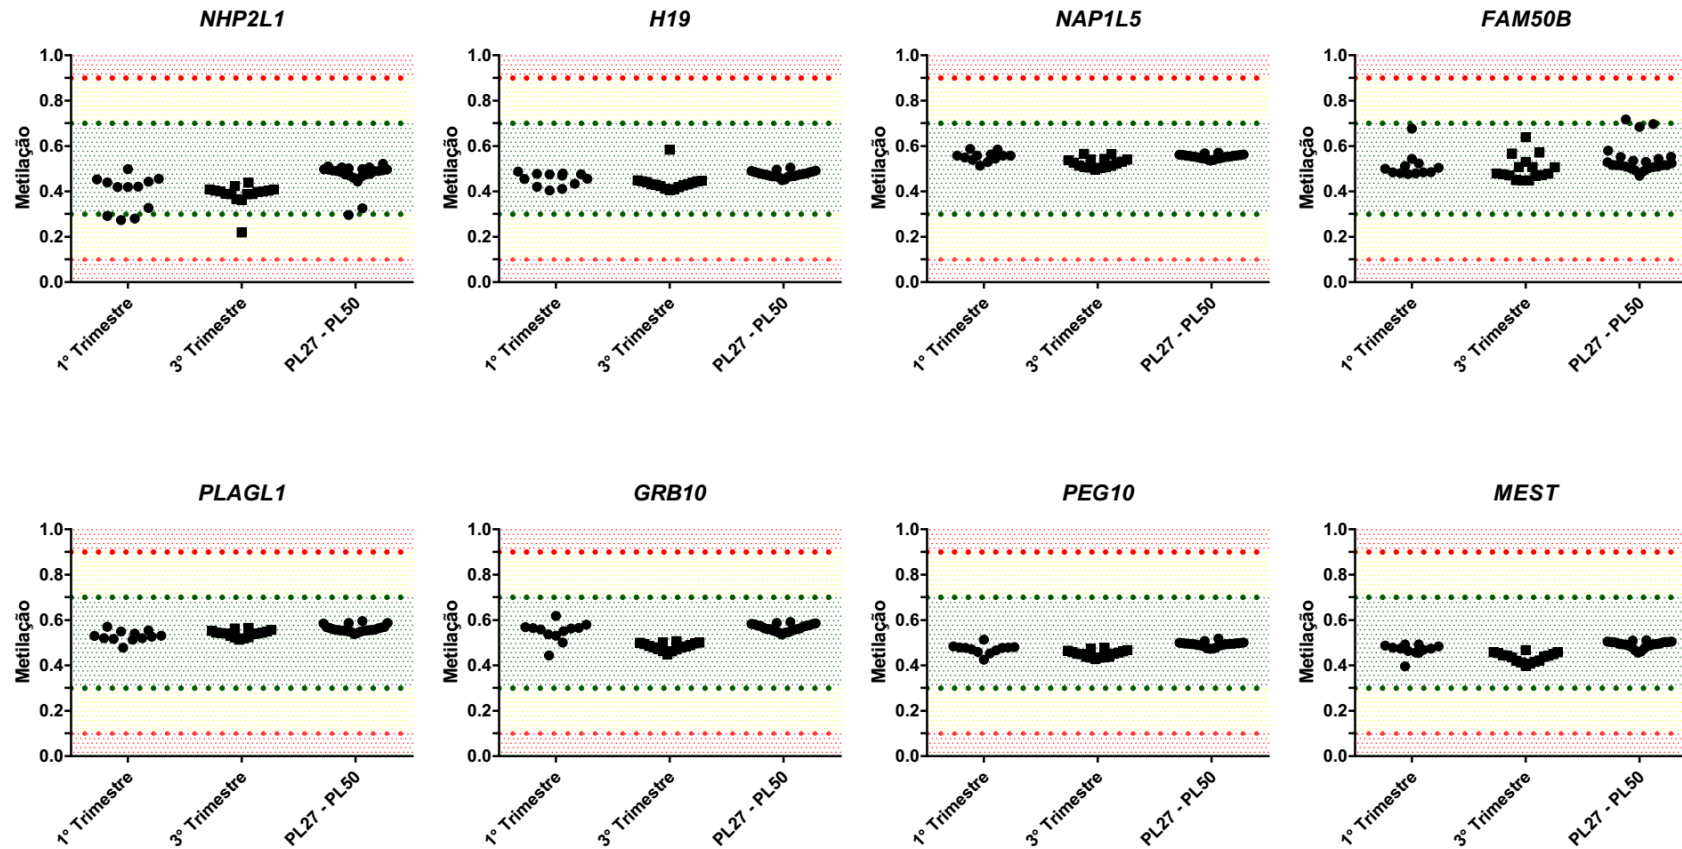 NHP2L1
Metilação
1.0
0.8
0.6
0.4
0.2
0.0
1° Trimestre
3° Trimestre
PL27 - PL50
H19
Metilação
1.0
0.8
0.6
0.4
0.2
0.0
1° Trimestre
3° Trimestre
PL27 - PL50
NAP1L5
Metilação
1.0
0.8
0.6
0.4
0.2
0.0
1° Trimestre
3° Trimestre
PL27 - PL50
FAM50B
Metilação
1.0
0.8
0.6
0.4
0.2
0.0
1° Trimestre
3° Trimestre
PL27 - PL50
PLAGL1
Metilação
1.0
0.8
0.6
0.4
0.2
0.0
1° Trimestre
3° Trimestre
PL27 - PL50
GRB10
Metilação
1.0
0.8
0.6
0.4
0.2
0.0
1° Trimestre
3° Trimestre
PL27 - PL50
PEG10
Metilação
1.0
0.8
0.6
0.4
0.2
0.0
1° Trimestre
3° Trimestre
PL27 - PL50
MEST
Metilação
1.0
0.8
0.6
0.4
0.2
0.0
1° Trimestre
3° Trimestre
PL27 - PL50